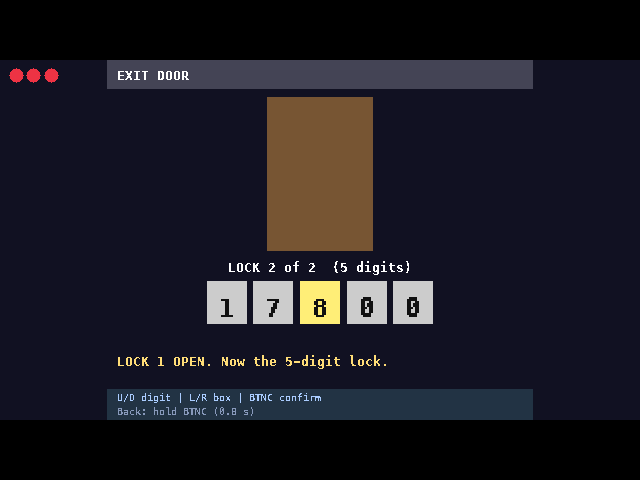 EXIT DOOR
LOCK 2 of 2 (5 digits)
1 7 8 0 0
LOCK 1 OPEN. Now the 5-digit lock.
U/D digit | L/R box | BTNC confirm
Back: hold BTNC (0.8 s)